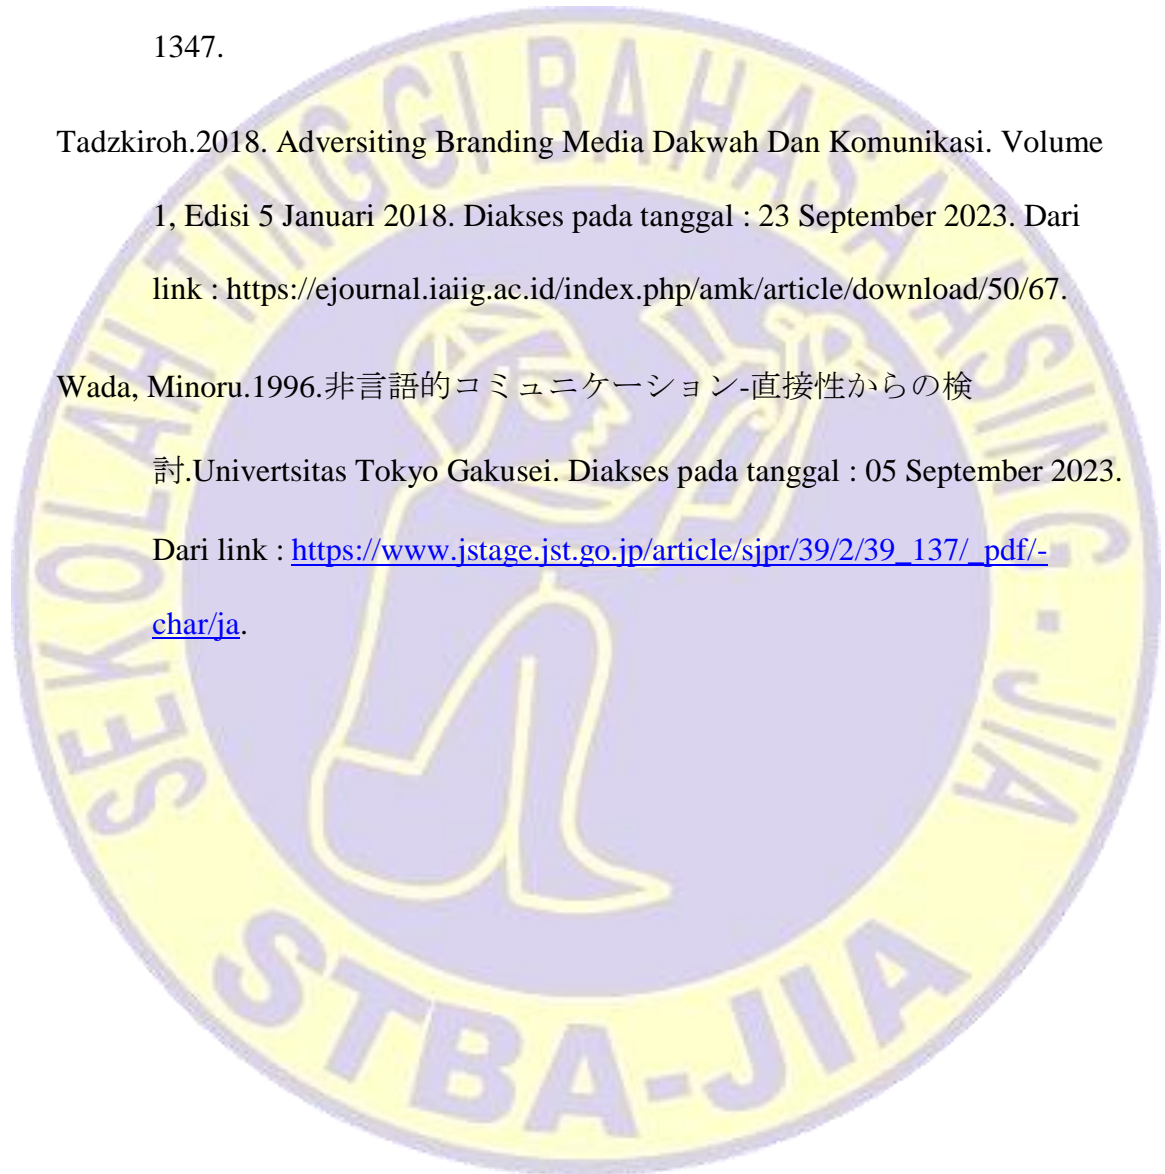 1347.
Tadzkiroh.2018. Adversiting Branding Media Dakwah Dan Komunikasi. Volume
1, Edisi 5 Januari 2018. Diakses pada tanggal : 23 September 2023. Dari
link : https://ejournal.iaiig.ac.id/index.php/amk/article/download/50/67.
Wada, Minoru.1996.非言語的コミュニケーション-直接性からの検
討.Univertsitas Tokyo Gakusei. Diakses pada tanggal : 05 September 2023.
Dari link : https://www.jstage.jst.go.jp/article/sjpr/39/2/39_137/_pdf/-
char/ja.
SEKOLAH TINGGI BAHASA ASING - JIA
STBA-JIA